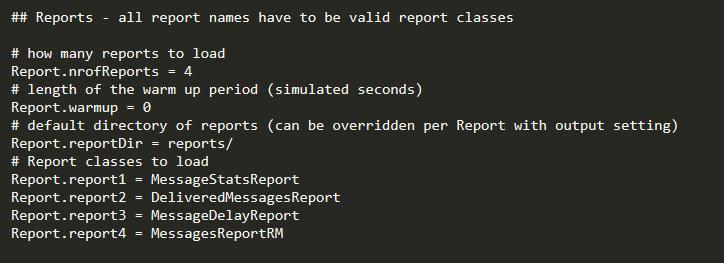 ## Reports - all report names have to be valid report classes
# how many reports to load
Report.nrofReports = 4
# length of the warm up period (simulated seconds)
Report.warmup = 0
# default directory of reports (can be overridden per Report with output setting)
Report.reportDir = reports/
# Report classes to load
Report.report1 = MessageStatsReport
Report.report2 = DeliveredMessagesReport
Report.report3 = MessageDelayReport
Report.report4 = MessagesReportRM